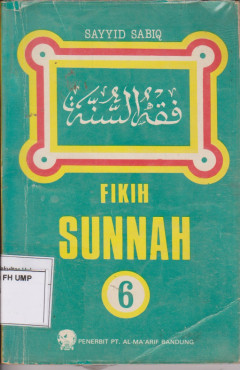 SAYYID SABIQ
فقه السنة
FIKIH
SUNNAH
FH UMP
6
PENERBIT PT. AL-MA'ARIF BANDUNG